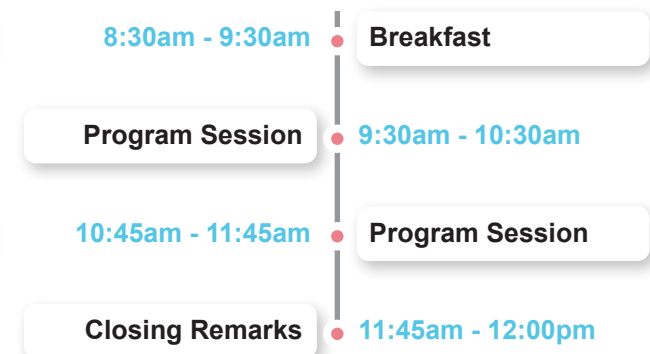 8:30am - 9:30am Breakfast
Program Session 9:30am - 10:30am
10:45am - 11:45am Program Session
Closing Remarks 11:45am - 12:00pm